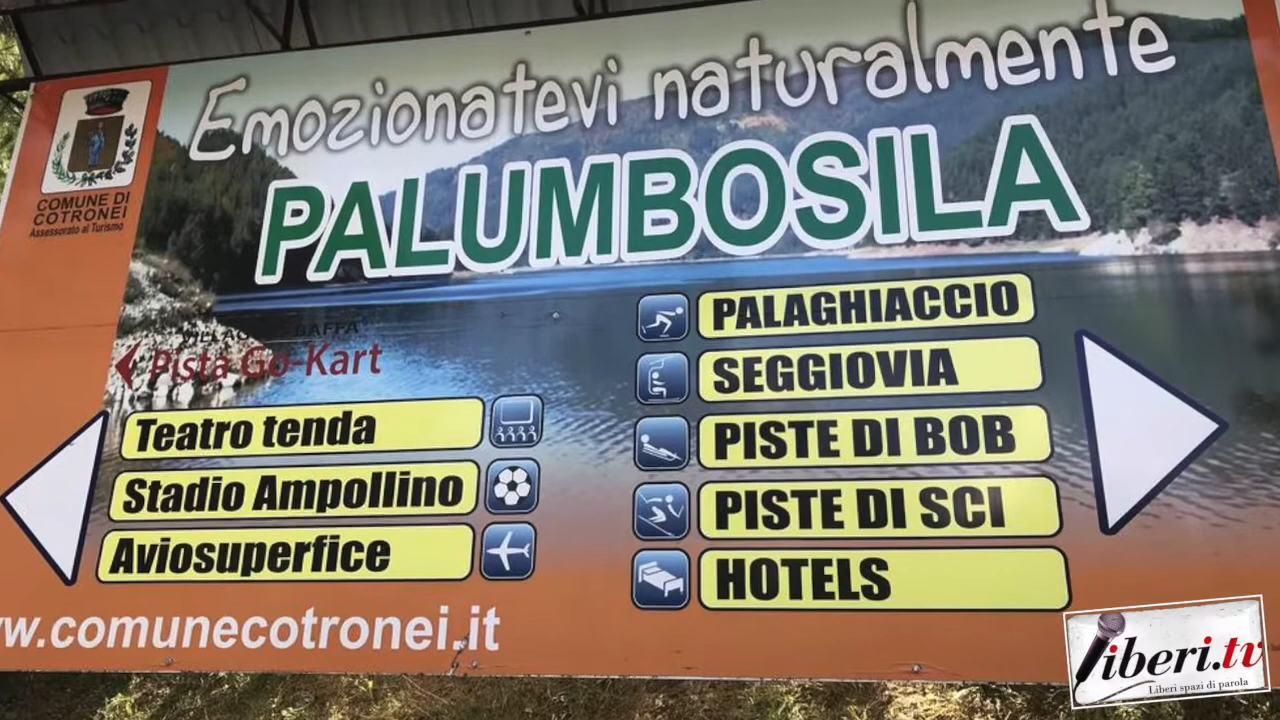 Emozionatevi naturalmente
PALUMBOSILA
COMUNE DI
COTRONEI
Assessorato al Turismo
BAFFA
Pista Go-Kart
Teatro tenda
Stadio Ampollino
Aviosuperfice
PALAGHIACCIO
SEGGIOVIA
PISTE DI BOB
PISTE DI SCI
HOTELS
w.comunecotronei.it
liberi.tv
Liberi spazi di parola